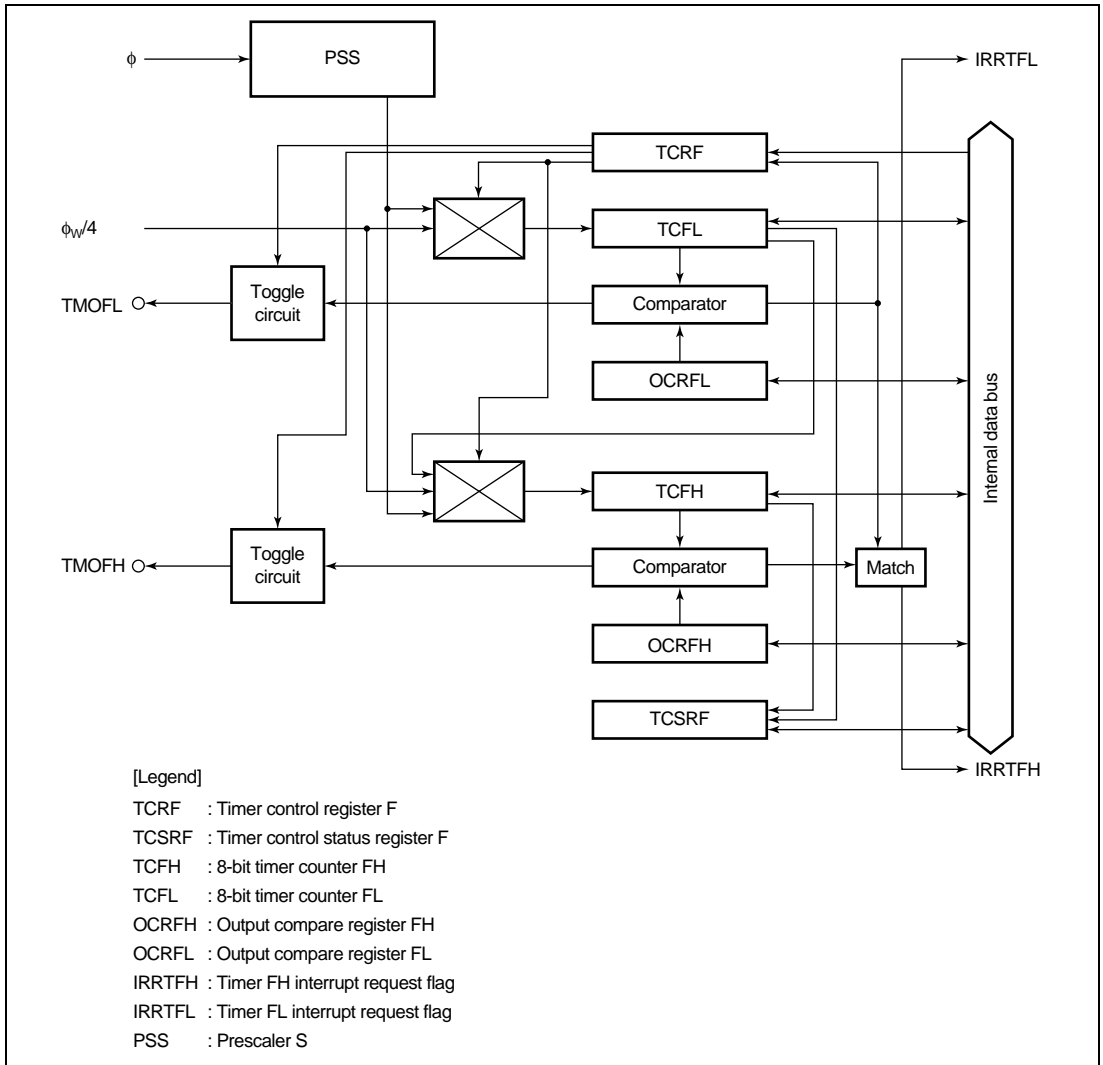 φ
PSS
IRRTFL
TCRF
φW/4
TCFL
TMOFL
Toggle
circuit
Comparator
OCRFL
Internal data bus
TCFH
TMOFH
Toggle
circuit
Comparator
Match
OCRFH
TCSRF
IRRTFH
[Legend]
TCRF : Timer control register F
TCSRF : Timer control status register F
TCFH : 8-bit timer counter FH
TCFL : 8-bit timer counter FL
OCRFH : Output compare register FH
OCRFL : Output compare register FL
IRRTFH : Timer FH interrupt request flag
IRRTFL : Timer FL interrupt request flag
PSS : Prescaler S